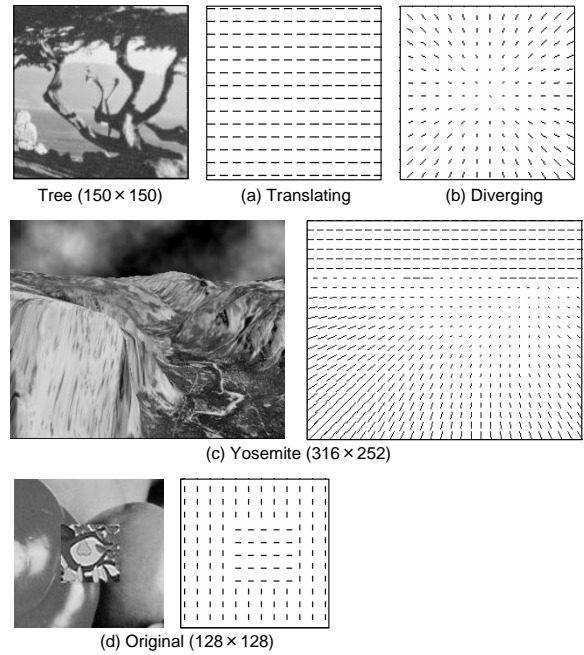 Tree (150×150)
(a) Translating
(b) Diverging
(c) Yosemite (316×252)
(d) Original (128×128)